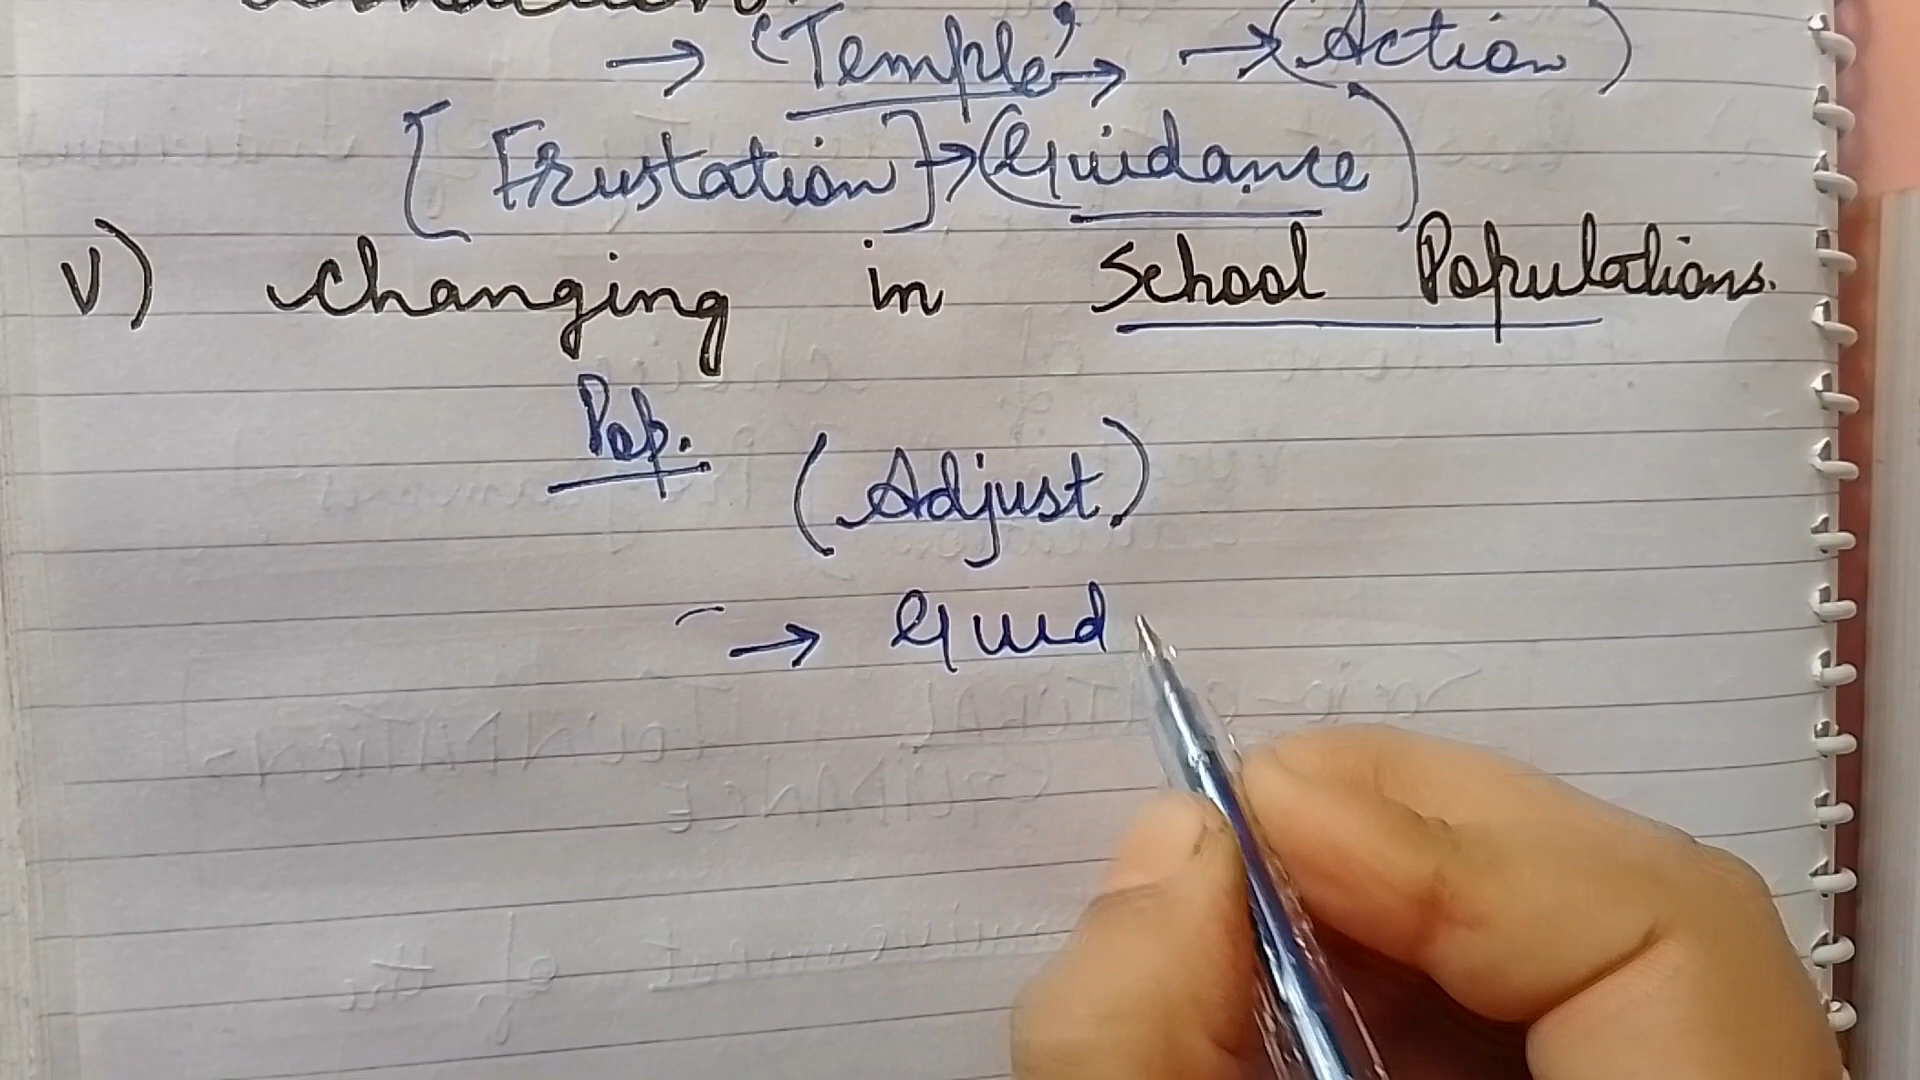 → 'Temple' → → (Action)
[Frustation] → (Guidance)
v) changing in School Populations.
Pop.
(Adjust.)
→ Guid